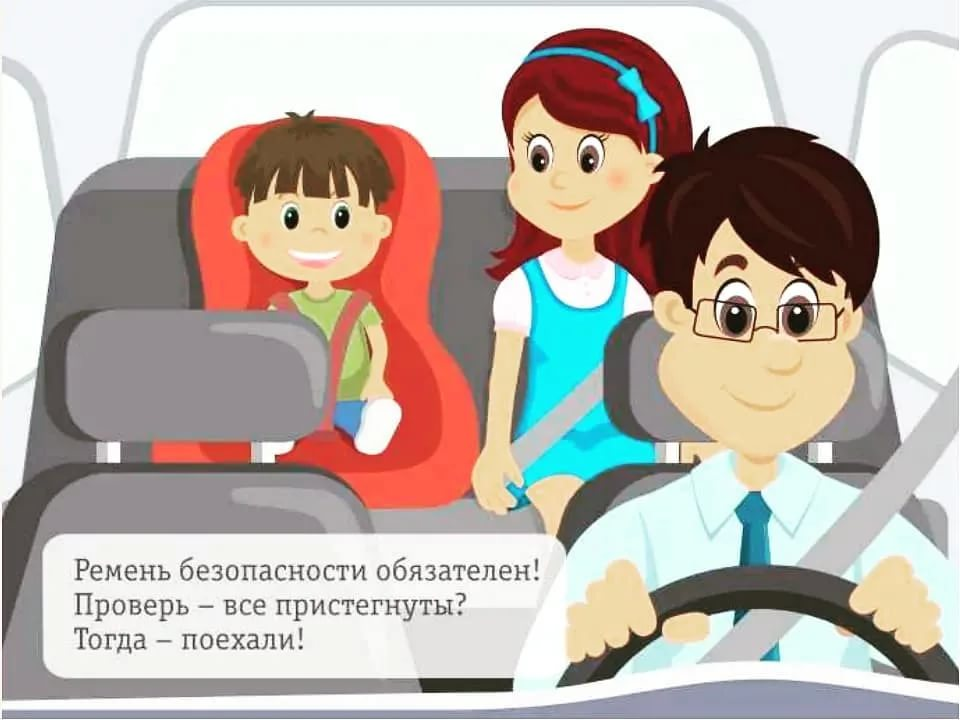 Ремень безопасности обязателен!
Проверь – все пристегнуты?
Тогда – поехали!